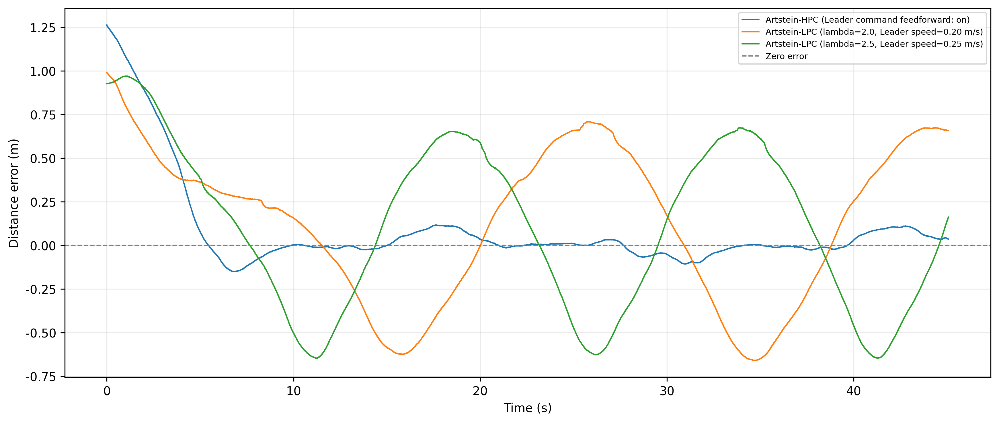 Artstein-HPC (Leader command feedforward: on)
Artstein-LPC (lambda=2.0, Leader speed=0.20 m/s)
Artstein-LPC (lambda=2.5, Leader speed=0.25 m/s)
Zero error
1.25
1.00
0.75
0.50
0.25
0.00
-0.25
-0.50
-0.75
Distance error (m)
0 10 20 30 40
Time (s)